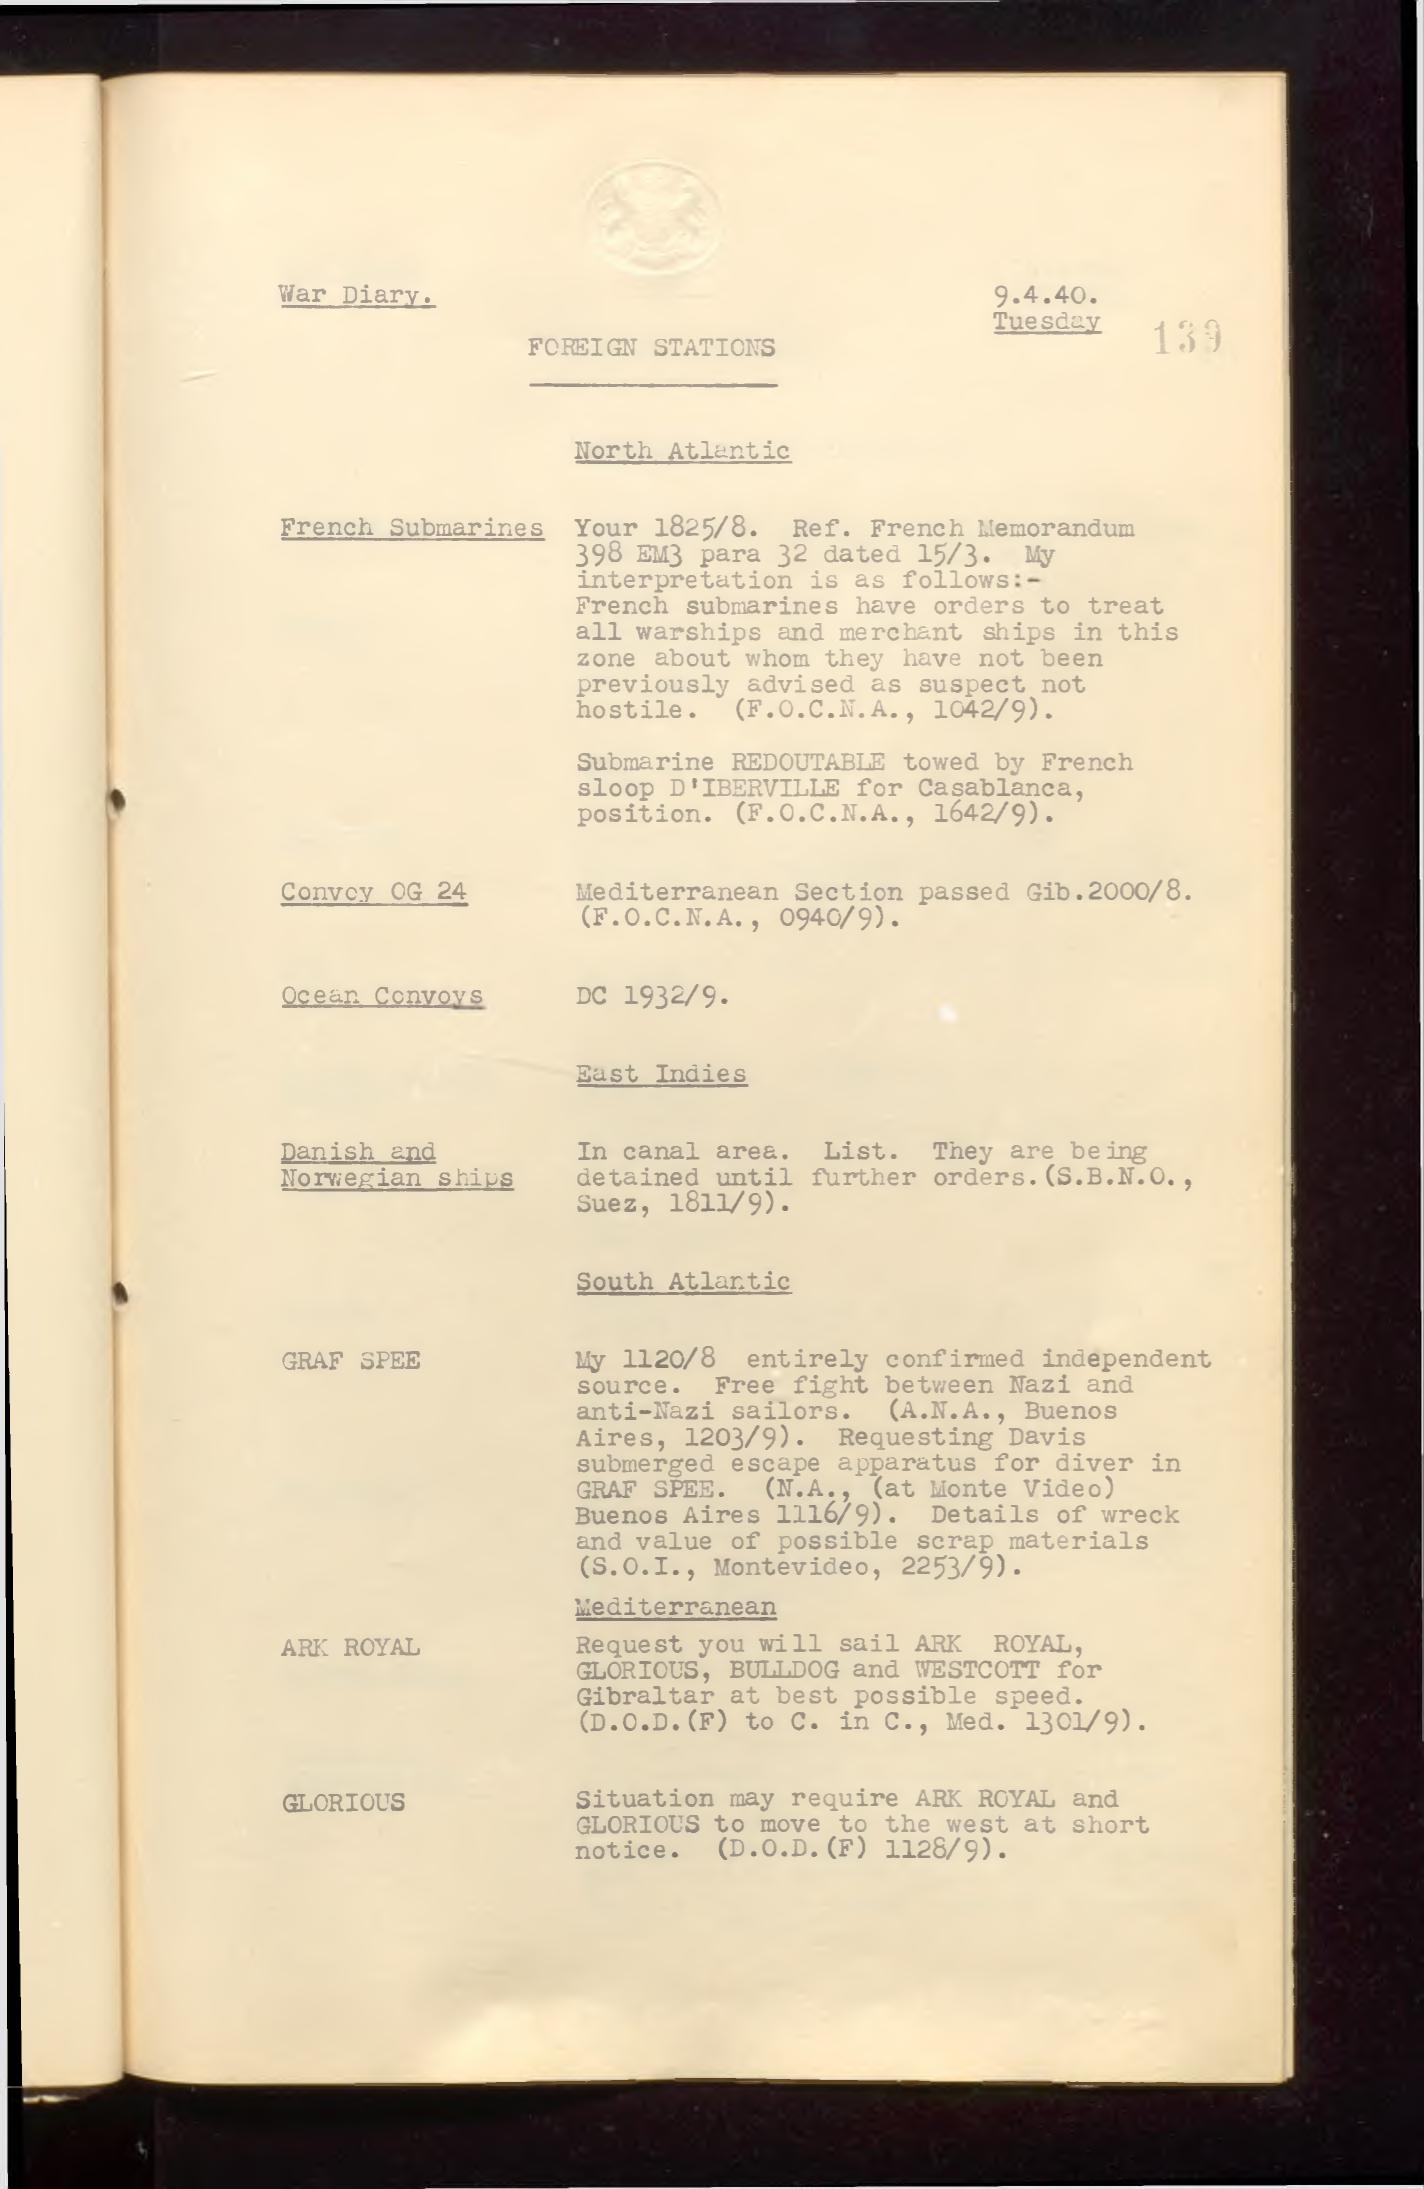 War Diary.
9.4.40.
Tuesday
139
FOREIGN STATIONS
North Atlantic
French Submarines
Your 1825/8. Ref. French Memorandum
398 EM3 para 32 dated 15/3. My
interpretation is as follows:-
French submarines have orders to treat
all warships and merchant ships in this
zone about whom they have not been
previously advised as suspect not
hostile. (F.O.C.N.A., 1042/9).
Submarine REDOUTABLE towed by French
sloop D'IBERVILLE for Casablanca,
position. (F.O.C.N.A., 1642/9).
Convoy OG 24
Mediterranean Section passed Gib.2000/8.
(F.O.C.N.A., 0940/9).
Ocean Convoys
DC 1932/9.
East Indies
Danish and
Norwegian ships
In canal area. List. They are being
detained until further orders.(S.B.N.O.,
Suez, 1811/9).
South Atlantic
GRAF SPEE
My 1120/8 entirely confirmed independent
source. Free fight between Nazi and
anti-Nazi sailors. (A.N.A., Buenos
Aires, 1203/9). Requesting Davis
submerged escape apparatus for diver in
GRAF SPEE. (N.A., (at Monte Video)
Buenos Aires 1116/9). Details of wreck
and value of possible scrap materials
(S.O.I., Montevideo, 2253/9).
Mediterranean
ARK ROYAL
Request you will sail ARK ROYAL,
GLORIOUS, BULLDOG and WESTCOTT for
Gibraltar at best possible speed.
(D.O.D.(F) to C. in C., Med. 1301/9).
GLORIOUS
Situation may require ARK ROYAL and
GLORIOUS to move to the west at short
notice. (D.O.D.(F) 1128/9).